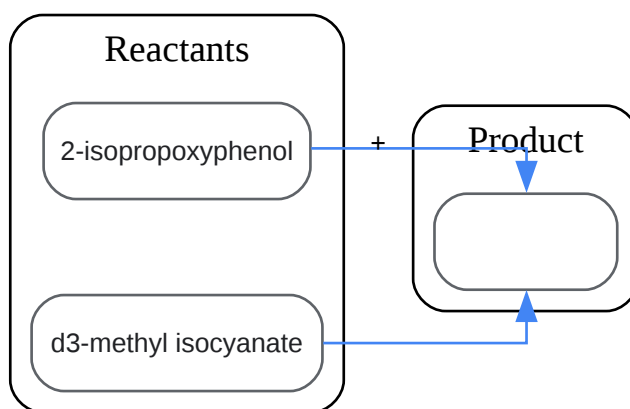 Reactants
2-isopropoxyphenol
+
Product
d3-methyl isocyanate